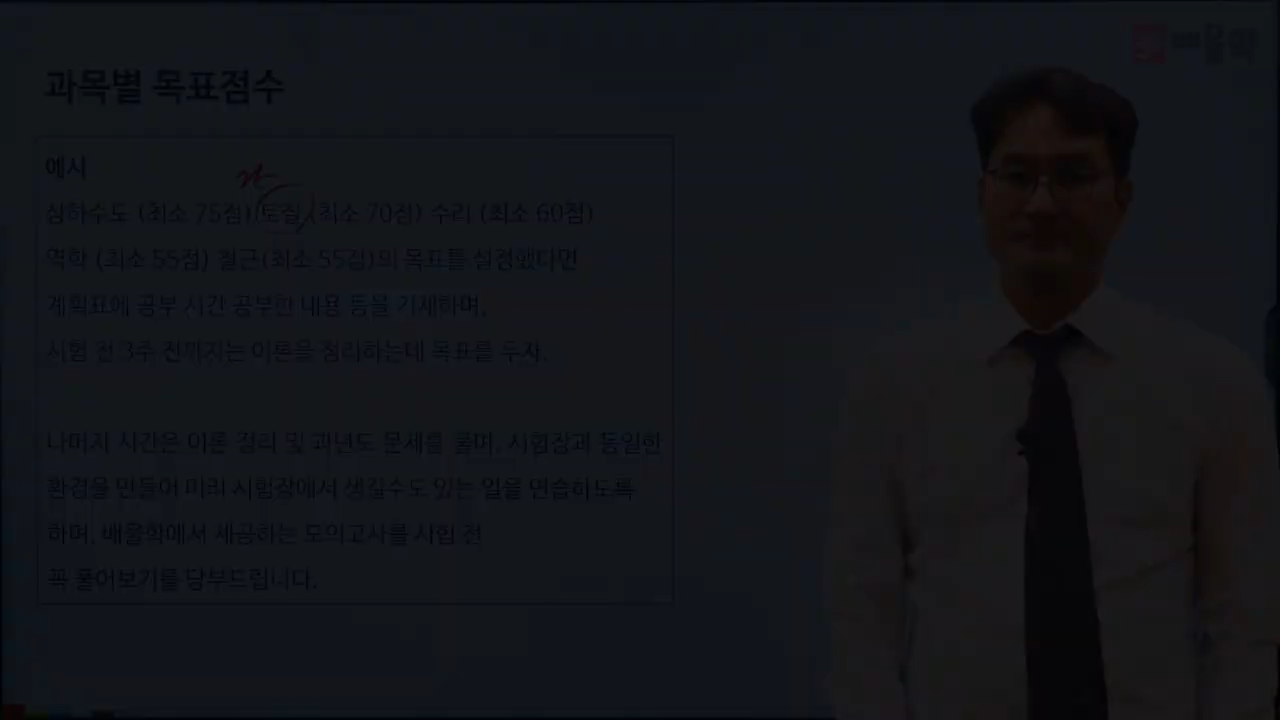 배울학
과목별 목표점수
예시
상하수도 (최소 75점) 토질 (최소 70점) 수리 (최소 60점)
역학 (최소 55점) 철근(최소 55점)의 목표를 설정했다면
계획표에 공부 시간 공부한 내용 등을 기재하며,
시험 전 3주 전까지는 이론을 정리하는데 목표를 두자.
나머지 시간은 이론 정리 및 과년도 문제를 풀며, 시험장과 동일한
환경을 만들어 미리 시험장에서 생길수도 있는 일을 연습하도록
하며, 배울학에서 제공하는 모의고사를 시험 전
꼭 풀어보기를 당부드립니다.